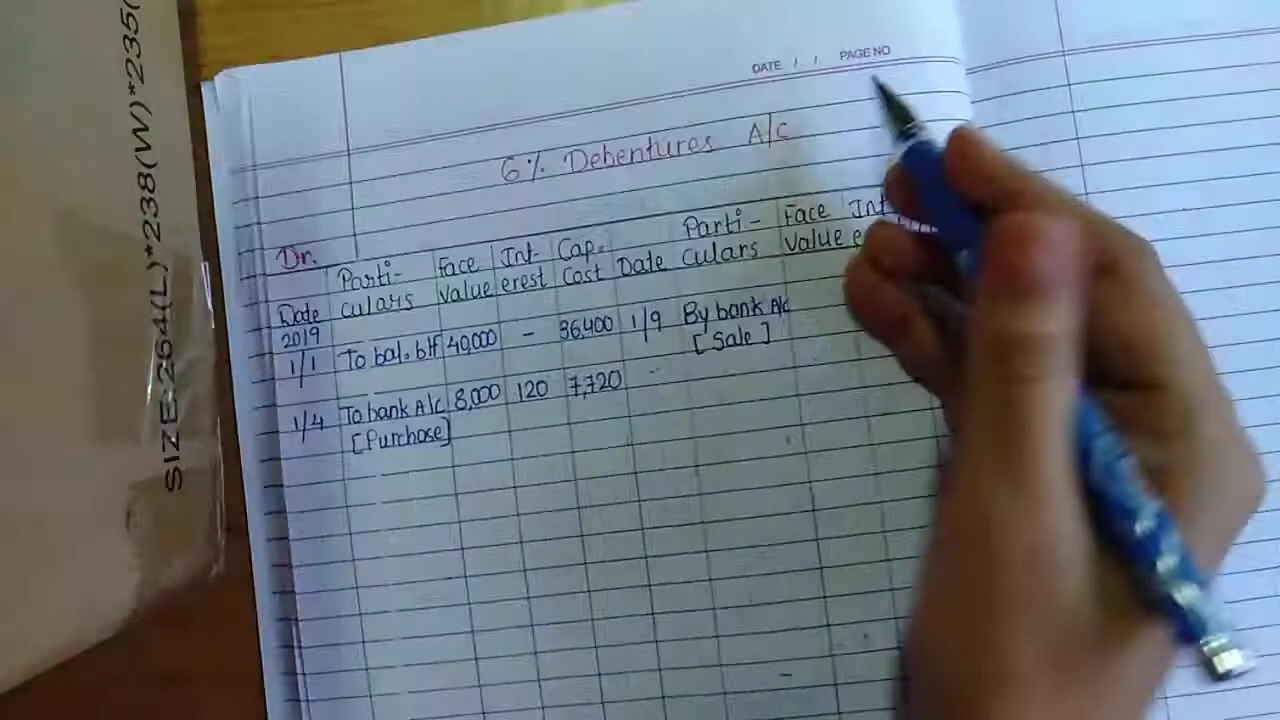 SIZE:264(L)*238(W)*235(
DATE / / PAGE NO
6% Debentures A/c
Dr.
Date Parti- culars Face value Int- erest Cap. Cost Date Parti- culars Face Value Int
2019
1/1 To bal. b/f 40,000 - 36,400 1/9 By bank A/c
[Sale]
1/4 To bank A/c 8,000 120 7,720
[Purchase]